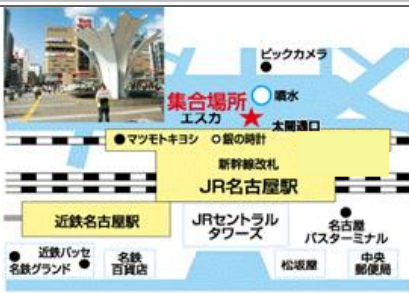 ビックカメラ
噴水
集合場所
エスカ
太閤通口
マツモトキヨシ
銀の時計
新幹線改札
JR名古屋駅
近鉄名古屋駅
JRセントラル
タワーズ
名古屋
バスターミナル
近鉄パッセ
名鉄グランド
名鉄
百貨店
松坂屋
中央
郵便局